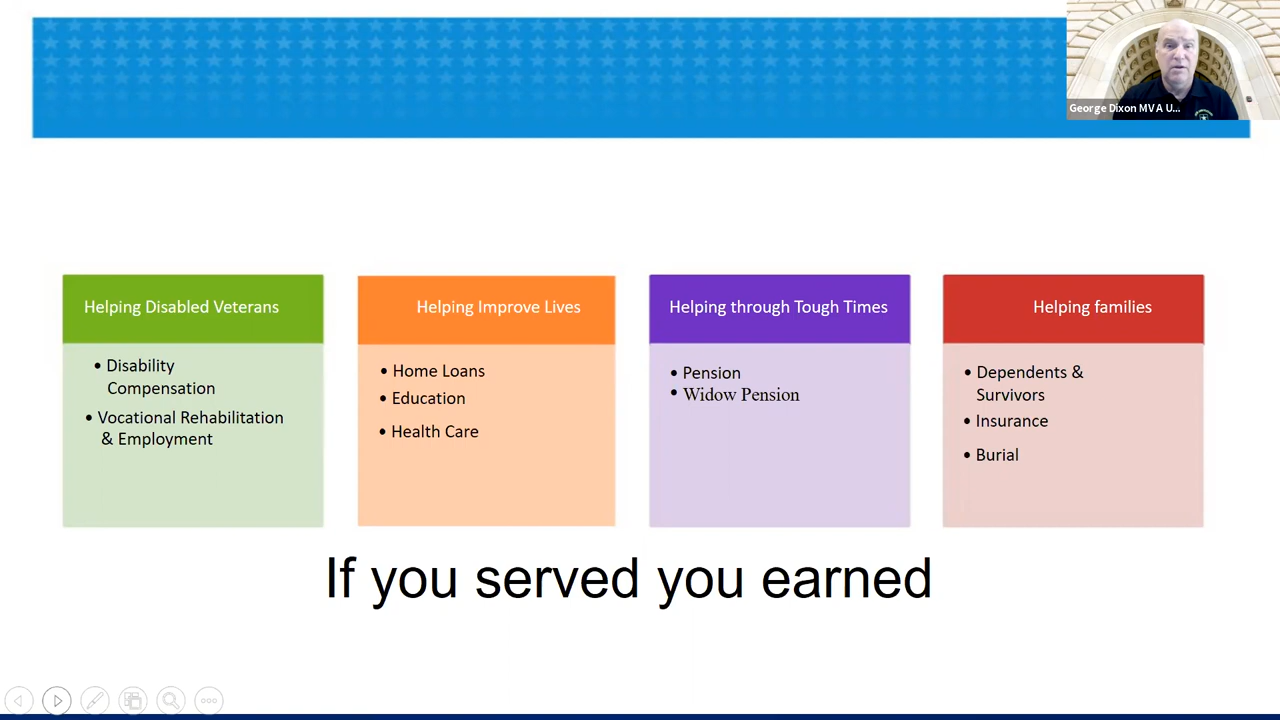 George Dixon MVA U...
Helping Disabled Veterans
• Disability
Compensation
• Vocational Rehabilitation
& Employment
Helping Improve Lives
• Home Loans
• Education
• Health Care
Helping through Tough Times
• Pension
• Widow Pension
Helping families
• Dependents &
Survivors
• Insurance
• Burial
If you served you earned